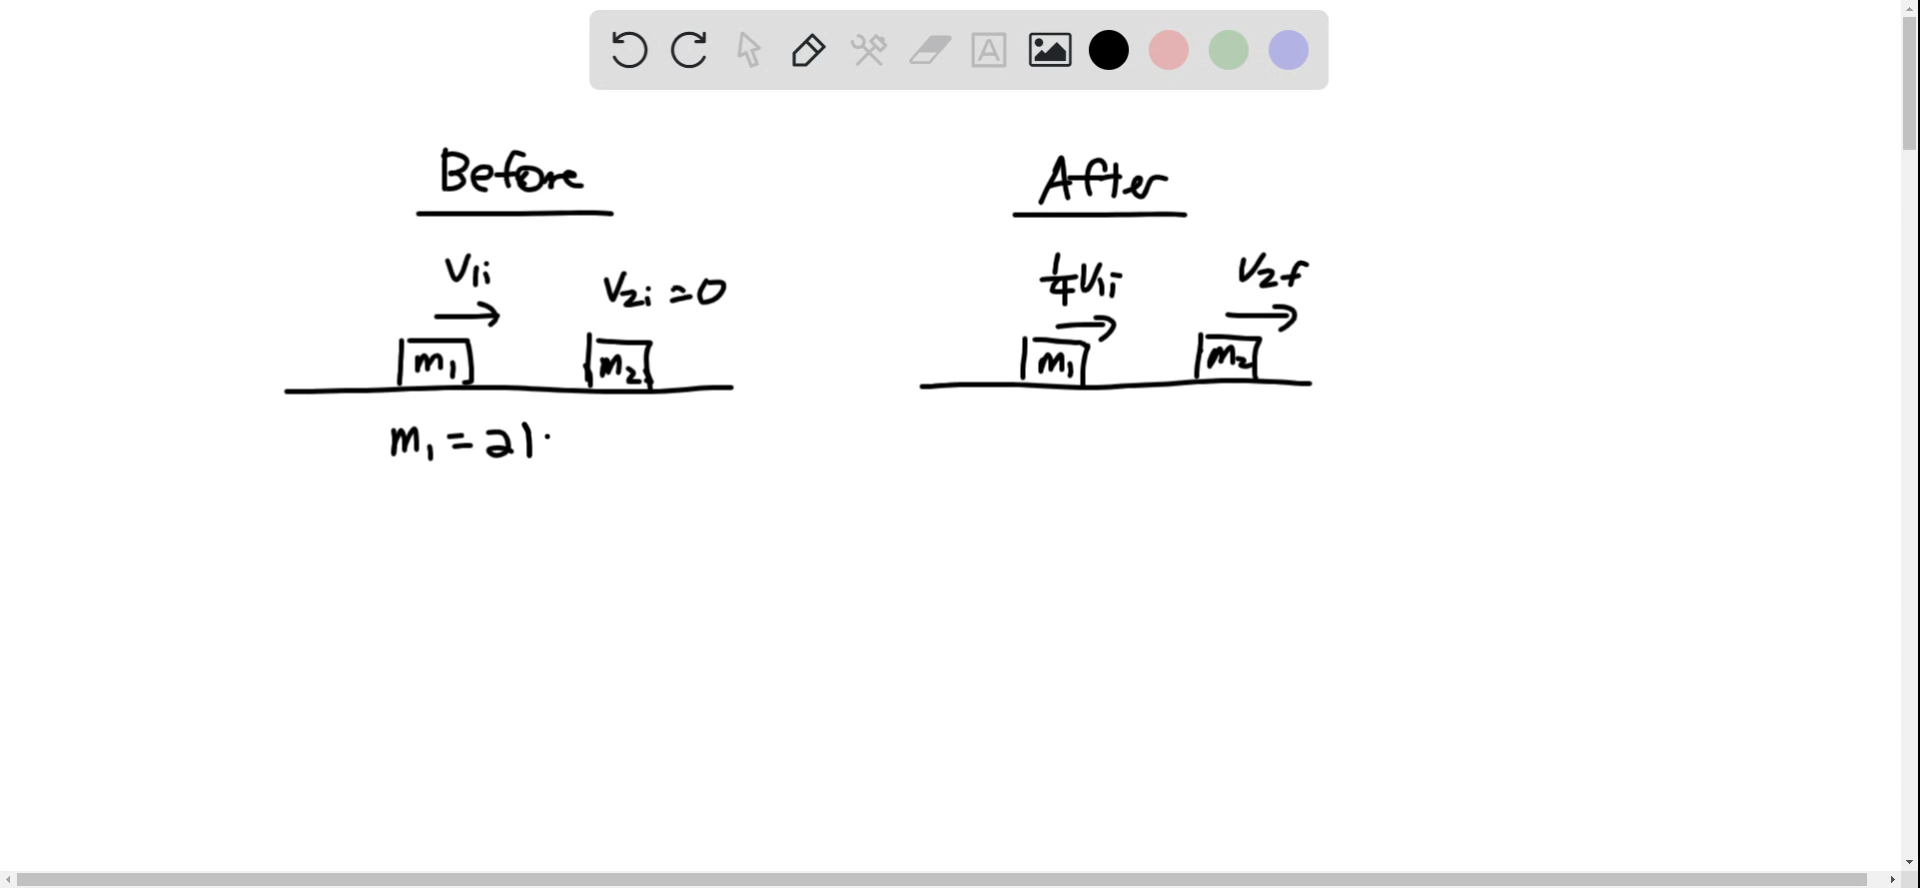 Before
After
V1i
V2i = 0
1/4 V1i
V2f
m1
m2
m1
m2
m1 = 21.
A